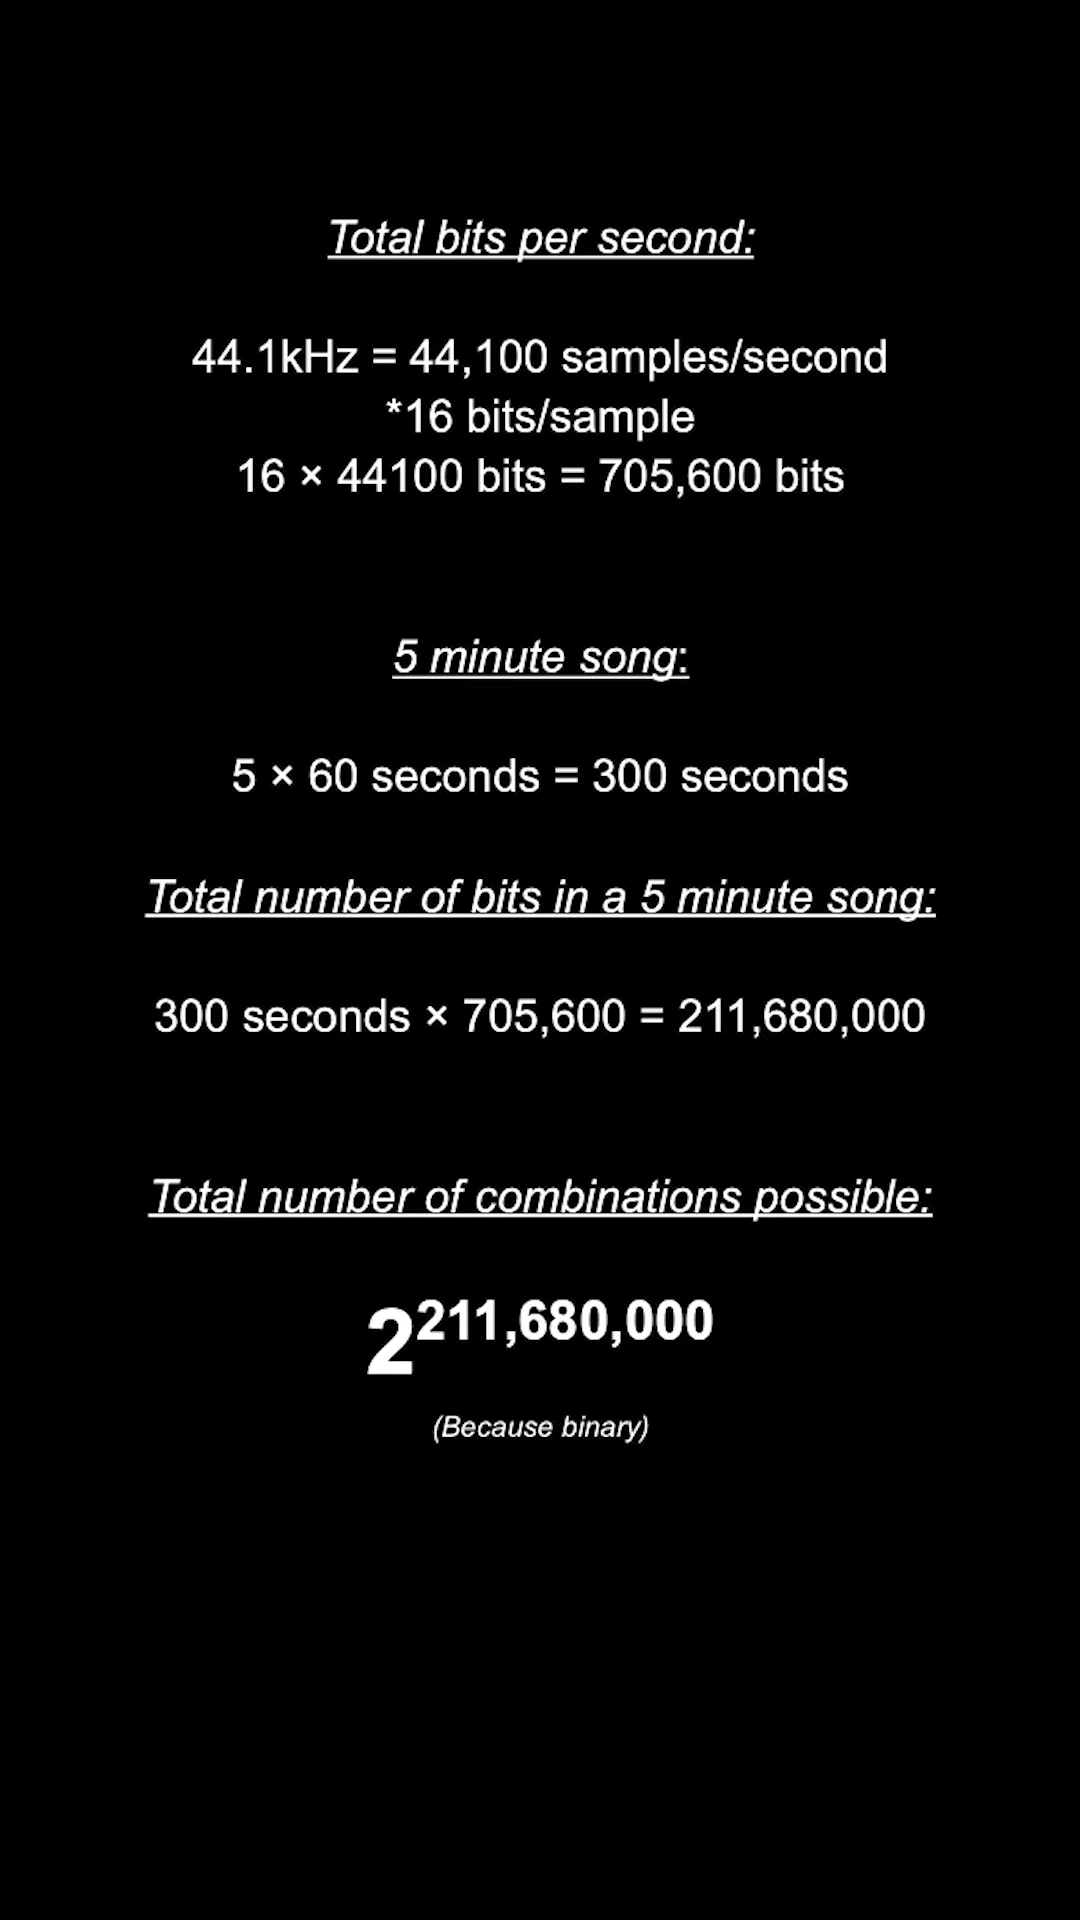 Total bits per second:
44.1kHz = 44,100 samples/second
*16 bits/sample
16 × 44100 bits = 705,600 bits
5 minute song:
5 × 60 seconds = 300 seconds
Total number of bits in a 5 minute song:
300 seconds × 705,600 = 211,680,000
Total number of combinations possible:
2^211,680,000
(Because binary)